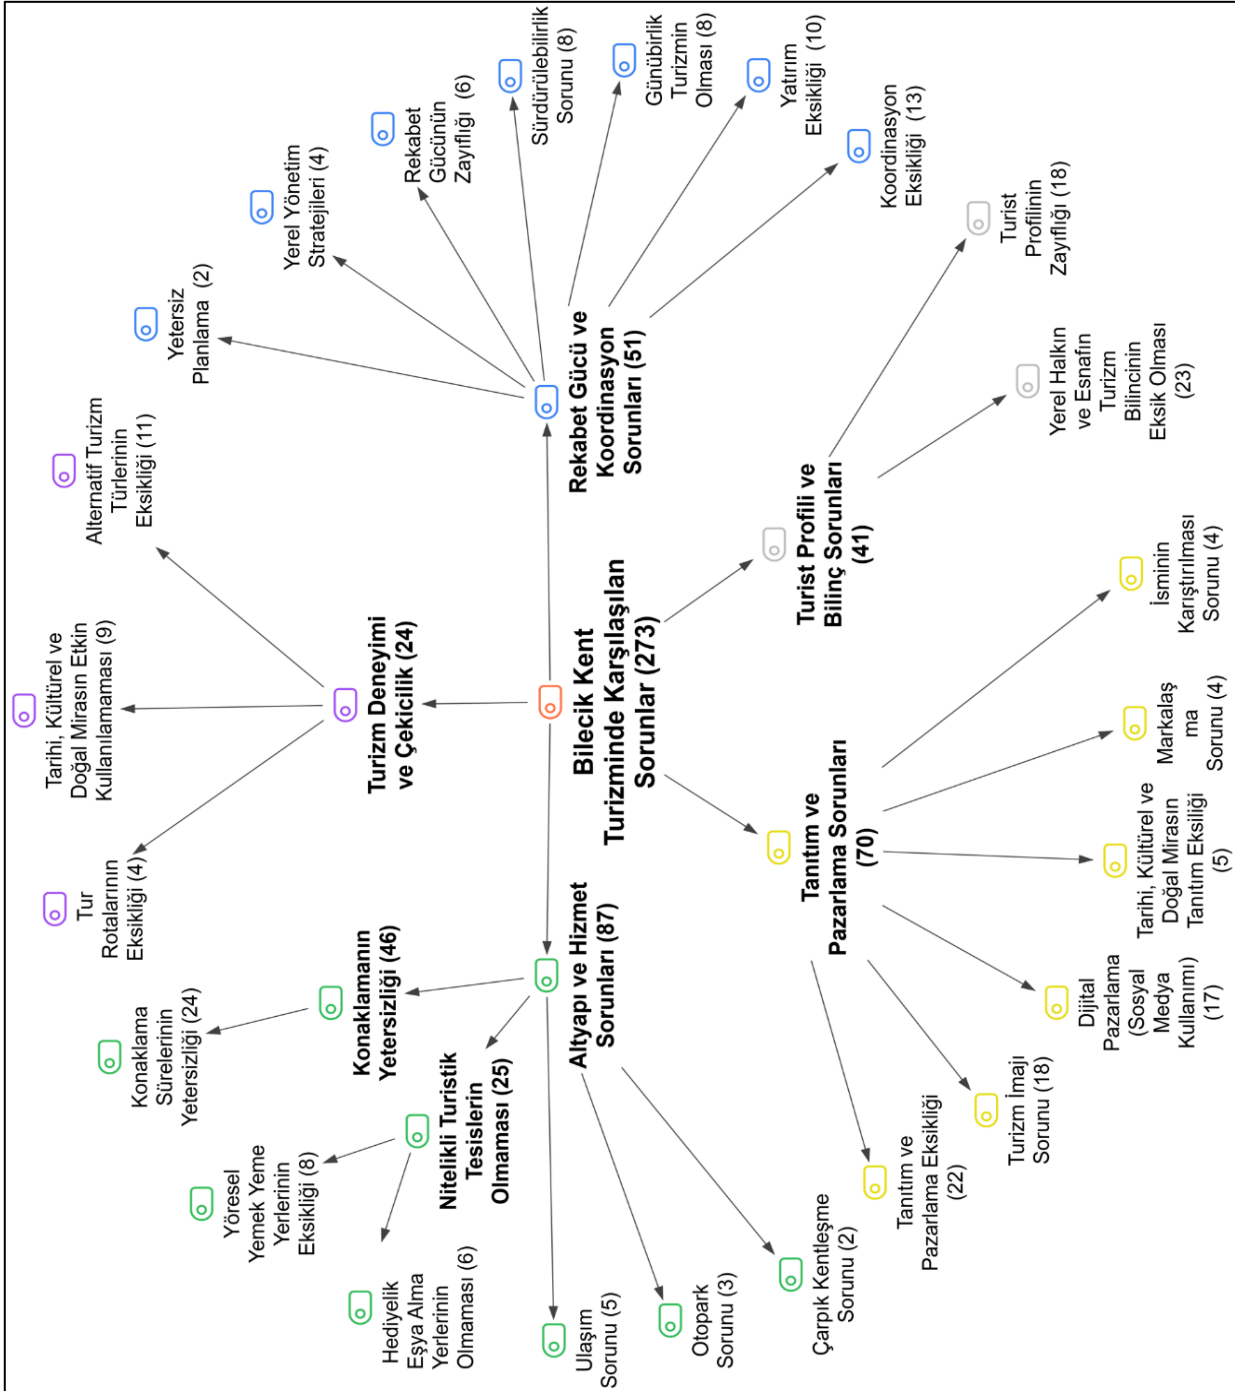 Bilecik Kent
Turizminde Karşılaşılan
Sorunlar (273)
Altyapı ve Hizmet
Sorunları (87)
Konaklamanın
Yetersizliği (46)
Konaklama
Sürelerinin
Yetersizliği (24)
Nitelikli Turistik
Tesislerin
Olmaması (25)
Yöresel
Yemek Yeme
Yerlerinin
Eksikliği (8)
Hediyelik
Eşya Alma
Yerlerinin
Olmaması (6)
Ulaşım
Sorunu (5)
Otopark
Sorunu (3)
Çarpık Kentleşme
Sorunu (2)
Turizm Deneyimi
ve Çekicilik (24)
Tur
Rotalarının
Eksikliği (4)
Tarihi, Kültürel ve
Doğal Mirasın Etkin
Kullanılamaması (9)
Alternatif Turizm
Türlerinin
Eksikliği (11)
Rekabet Gücü ve
Koordinasyon
Sorunları (51)
Yetersiz
Planlama (2)
Yerel Yönetim
Stratejileri (4)
Rekabet
Gücünün
Zayıflığı (6)
Sürdürülebilirlik
Sorunu (8)
Günübirlik
Turizmin
Olması (8)
Yatırım
Eksikliği (10)
Koordinasyon
Eksikliği (13)
Turist Profili ve
Bilinç Sorunları
(41)
Turist
Profilinin
Zayıflığı (18)
Yerel Halkın
ve Esnafın
Turizm
Bilincinin
Eksik Olması
(23)
Tanıtım ve
Pazarlama Sorunları
(70)
Tanıtım ve
Pazarlama Eksikliği
(22)
Turizm İmajı
Sorunu (18)
Dijital
Pazarlama
(Sosyal
Medya
Kullanımı)
(17)
Tarihi, Kültürel ve
Doğal Mirasın
Tanıtım Eksiliği
(5)
Markalaş
ma
Sorunu (4)
İsminin
Karıştırılması
Sorunu (4)